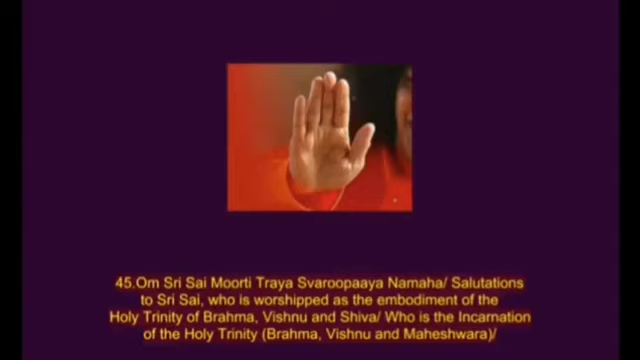 45.Om Sri Sai Moorti Traya Svaroopaaya Namaha/ Salutations
to Sri Sai, who is worshipped as the embodiment of the
Holy Trinity of Brahma, Vishnu and Shiva/ Who is the Incarnation
of the Holy Trinity (Brahma, Vishnu and Maheshwara)/